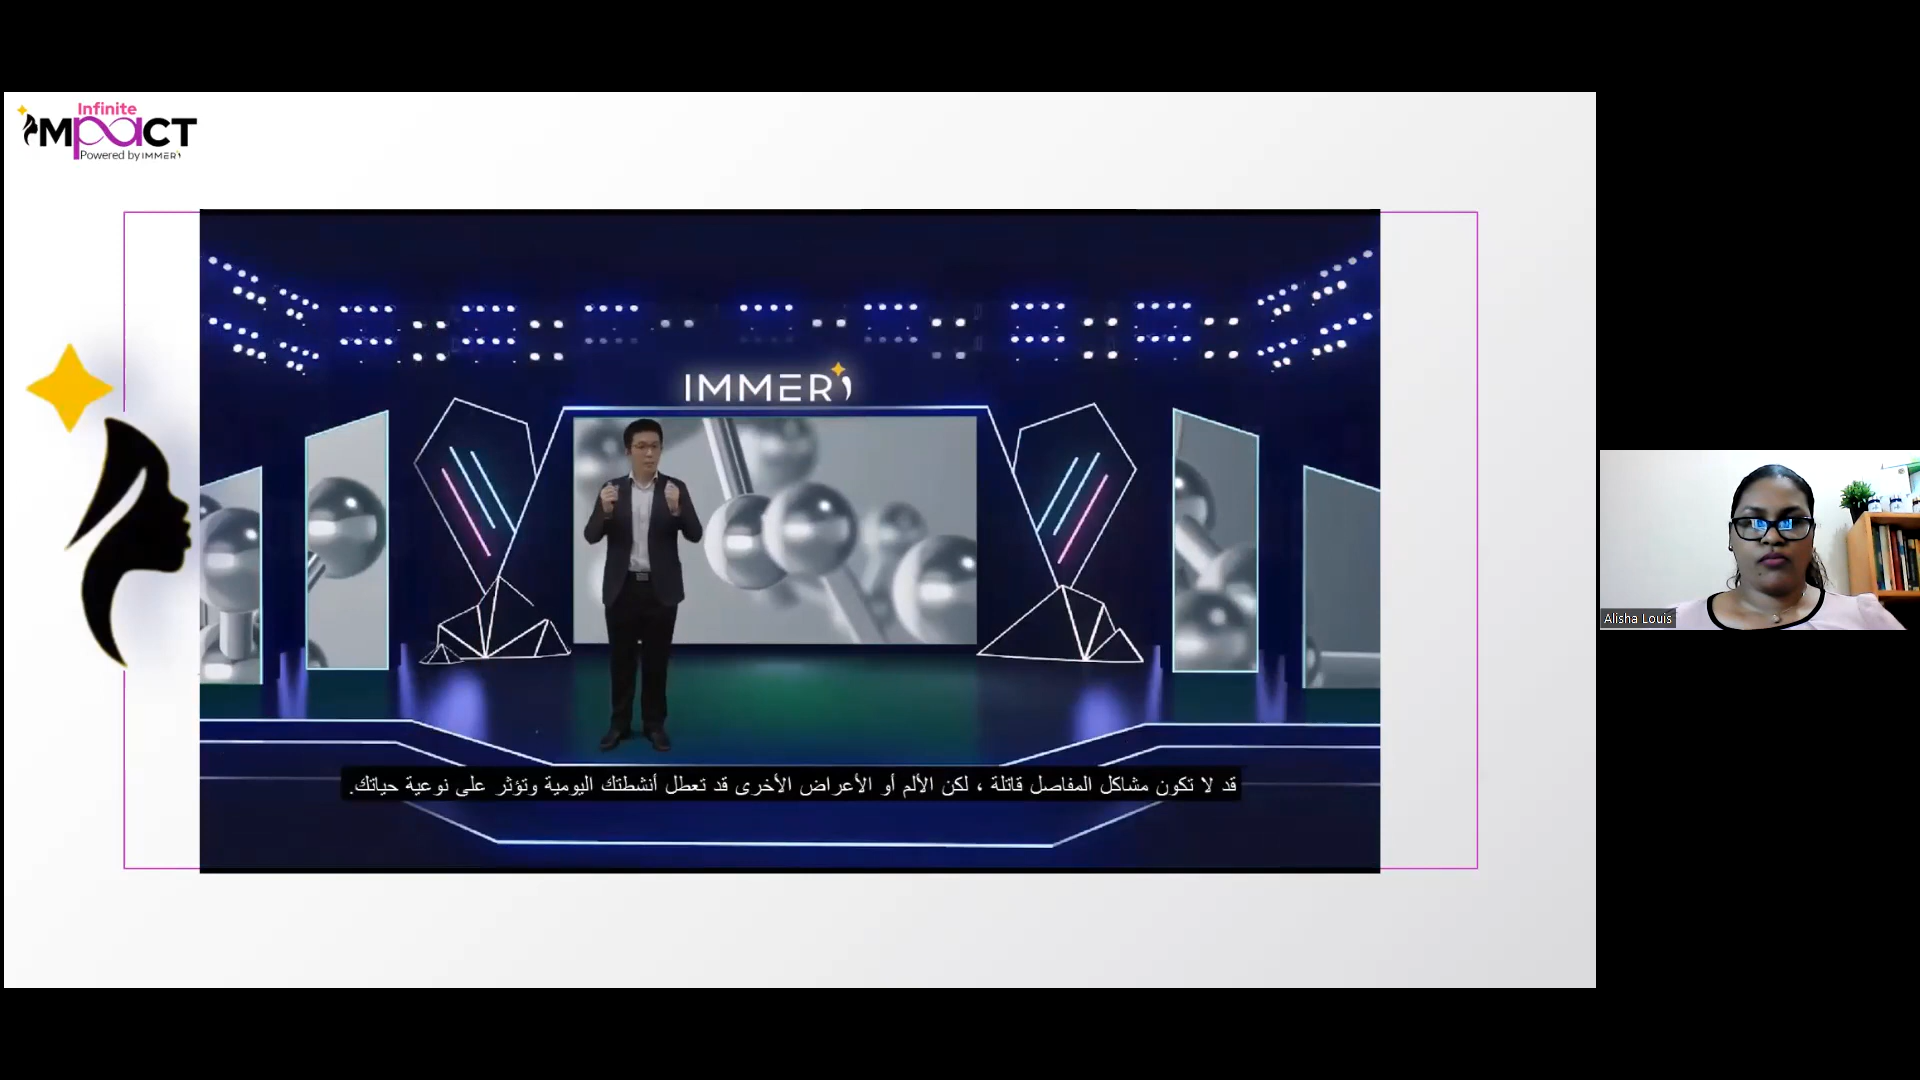 Infinite
iMPACT
Powered by IMMERi
IMMERi
قد لا تكون مشاكل المفاصل قاتلة ، لكن الألم أو الأعراض الأخرى قد تعطل أنشطتك اليومية وتؤثر على نوعية حياتك.
Alisha Louis